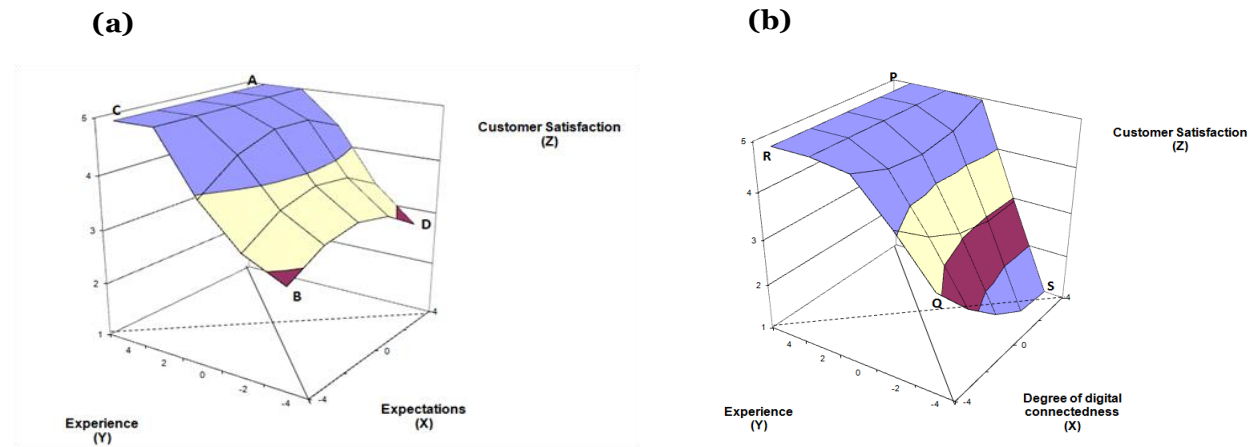 (a)
(b)
A
C
B
D
5
4
3
2
1
4
2
0
-2
-4
-4
0
4
Customer Satisfaction
(Z)
Expectations
(X)
Experience
(Y)
P
R
Q
S
5
4
3
2
1
4
2
0
-2
-4
-4
0
4
Customer Satisfaction
(Z)
Degree of digital
connectedness
(X)
Experience
(Y)